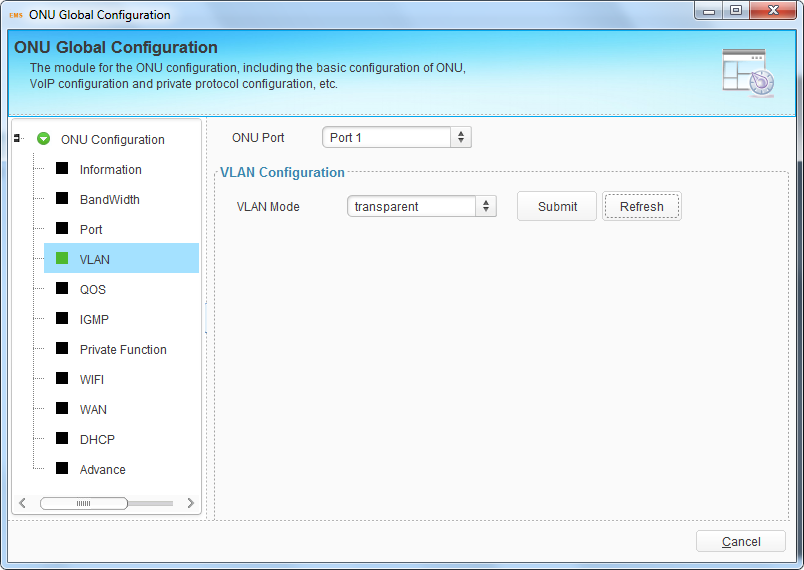 EMS ONU Global Configuration
ONU Global Configuration
The module for the ONU configuration, including the basic configuration of ONU,
VoIP configuration and private protocol configuration, etc.
ONU Configuration
Information
BandWidth
Port
VLAN
QOS
IGMP
Private Function
WIFI
WAN
DHCP
Advance
ONU Port Port 1
VLAN Configuration
VLAN Mode transparent Submit Refresh
Cancel